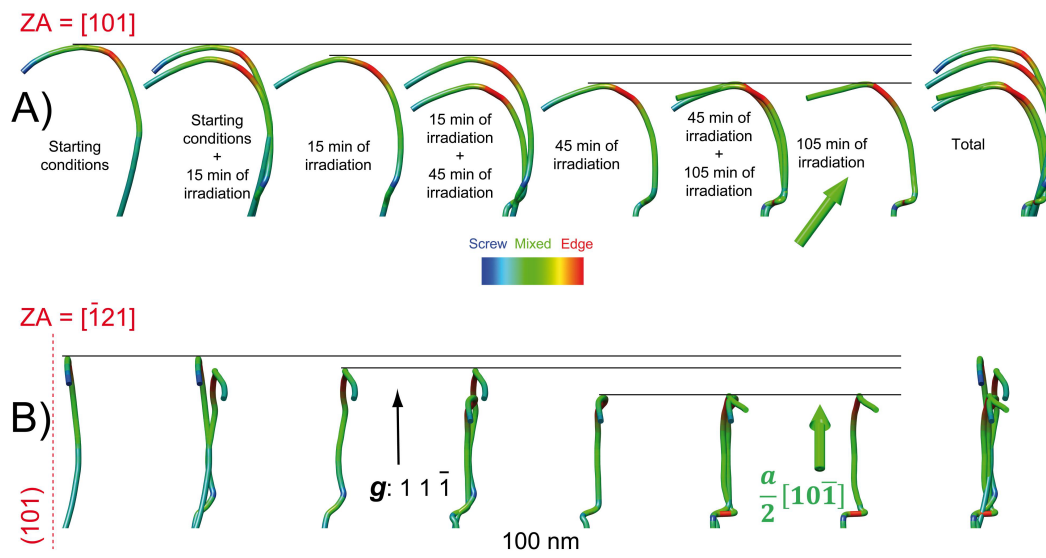 ZA = [101]
A)
Starting
conditions
Starting
conditions
+
15 min of
irradiation
15 min of
irradiation
15 min of
irradiation
+
45 min of
irradiation
45 min of
irradiation
45 min of
irradiation
+
105 min of
irradiation
105 min of
irradiation
Total
Screw Mixed Edge
ZA = [1̄21]
B)
(101)
g: 1 1 1̄
a/2 [101̄]
100 nm